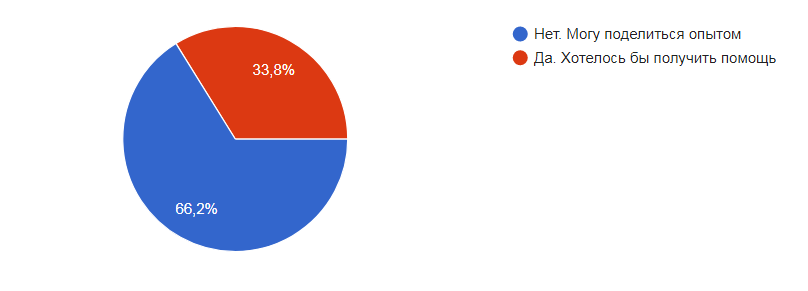 Нет. Могу поделиться опытом
Да. Хотелось бы получить помощь
33,8%
66,2%